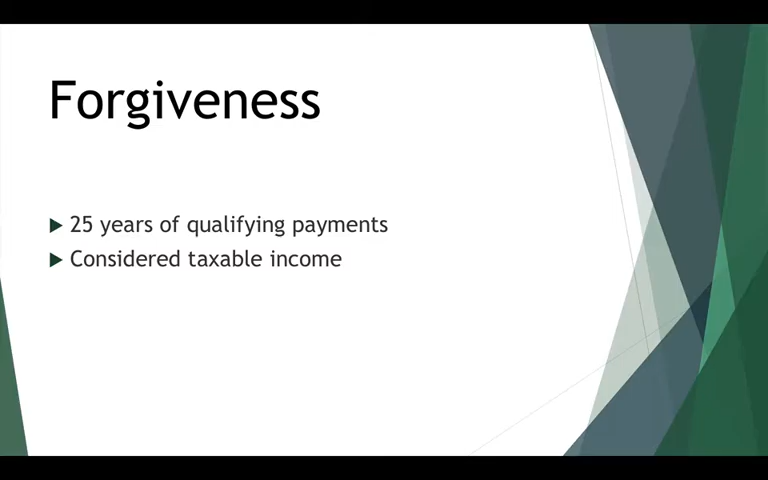 Forgiveness
25 years of qualifying payments
Considered taxable income